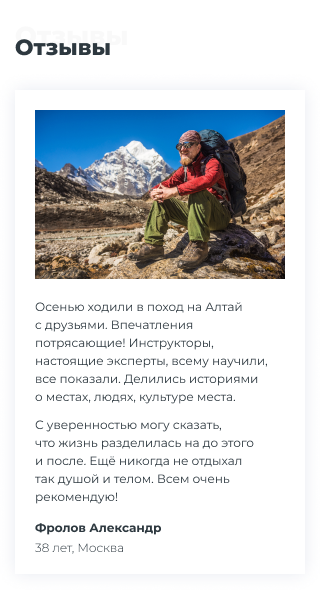 Отзывы
Отзывы
Осенью ходили в поход на Алтай
с друзьями. Впечатления
потрясающие! Инструкторы,
настоящие эксперты, всему научили,
все показали. Делились историями
о местах, людях, культуре места.
С уверенностью могу сказать,
что жизнь разделилась на до этого
и после. Ещё никогда не отдыхал
так душой и телом. Всем очень
рекомендую!
Фролов Александр
38 лет, Москва